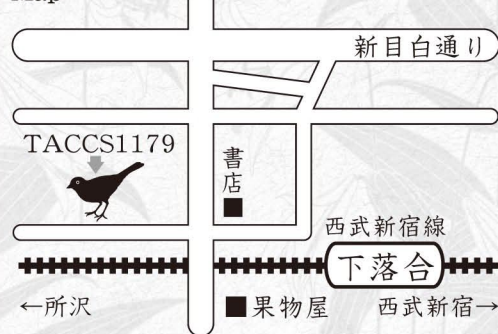 Map
新目白通り
TACCS1179
書店
西武新宿線
下落合
←所沢
果物屋
西武新宿→